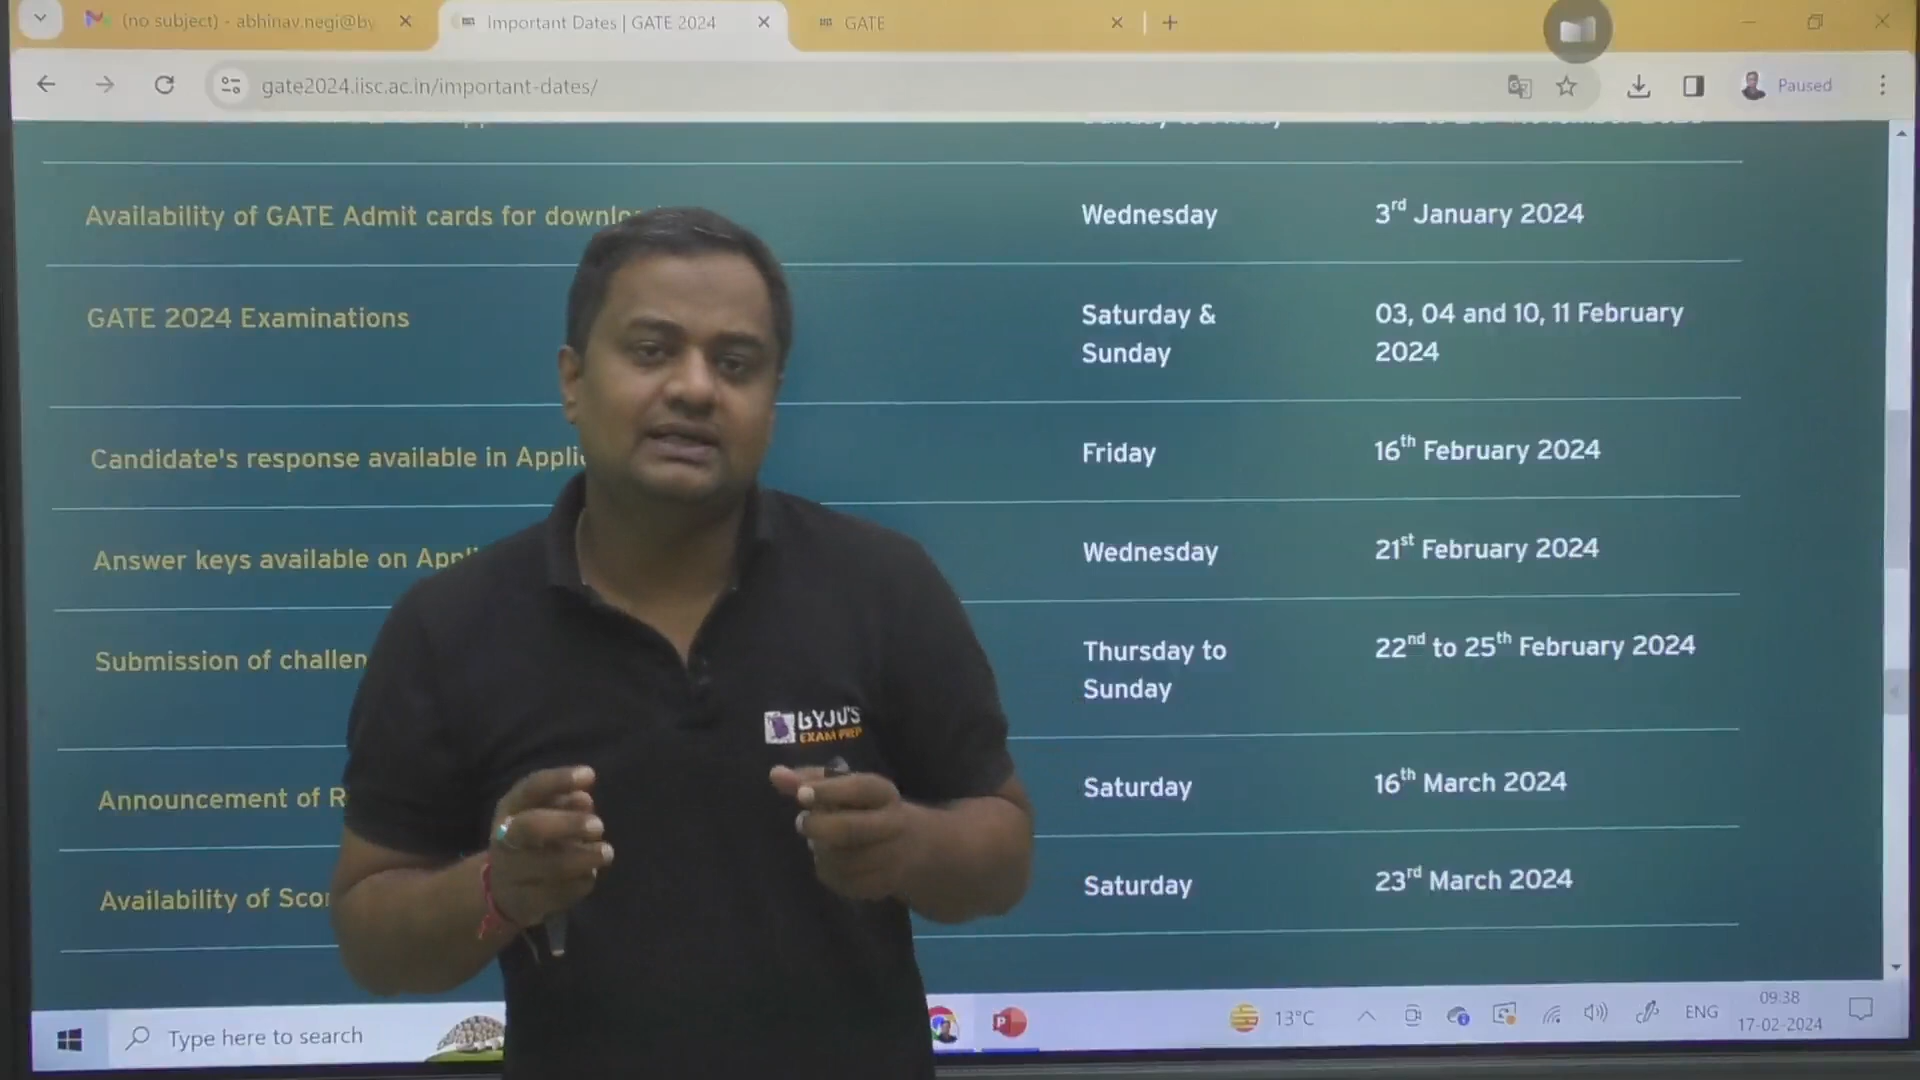 (no subject) - abhinav.negi@by
Important Dates | GATE 2024
GATE
gate2024.iisc.ac.in/important-dates/
Paused
Availability of GATE Admit cards for
Wednesday
3rd January 2024
GATE 2024 Examinations
Saturday &
Sunday
03, 04 and 10, 11 February
2024
Candidate's response available in
Friday
16th February 2024
Answer keys available on
Wednesday
21st February 2024
Submission of challen
Thursday to
Sunday
22nd to 25th February 2024
Announcement of R
Saturday
16th March 2024
Availability of Scor
Saturday
23rd March 2024
BYJU'S
EXAM PREP
Type here to search
13°C
ENG
09:38
17-02-2024